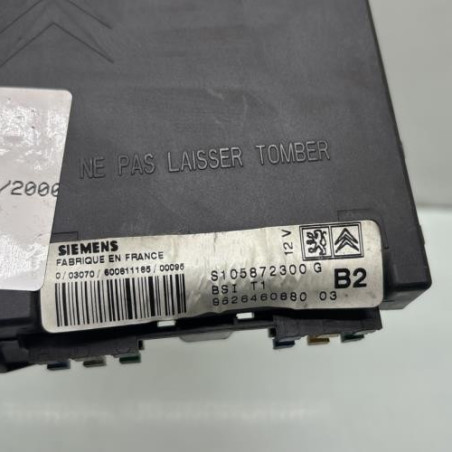 NE PAS LAISSER TOMBER
/2000
SIEMENS
FABRIQUE EN FRANCE
0/03070/600611165/00095
12 V
S105872300 G
BSI T1
B2
9626460880 03